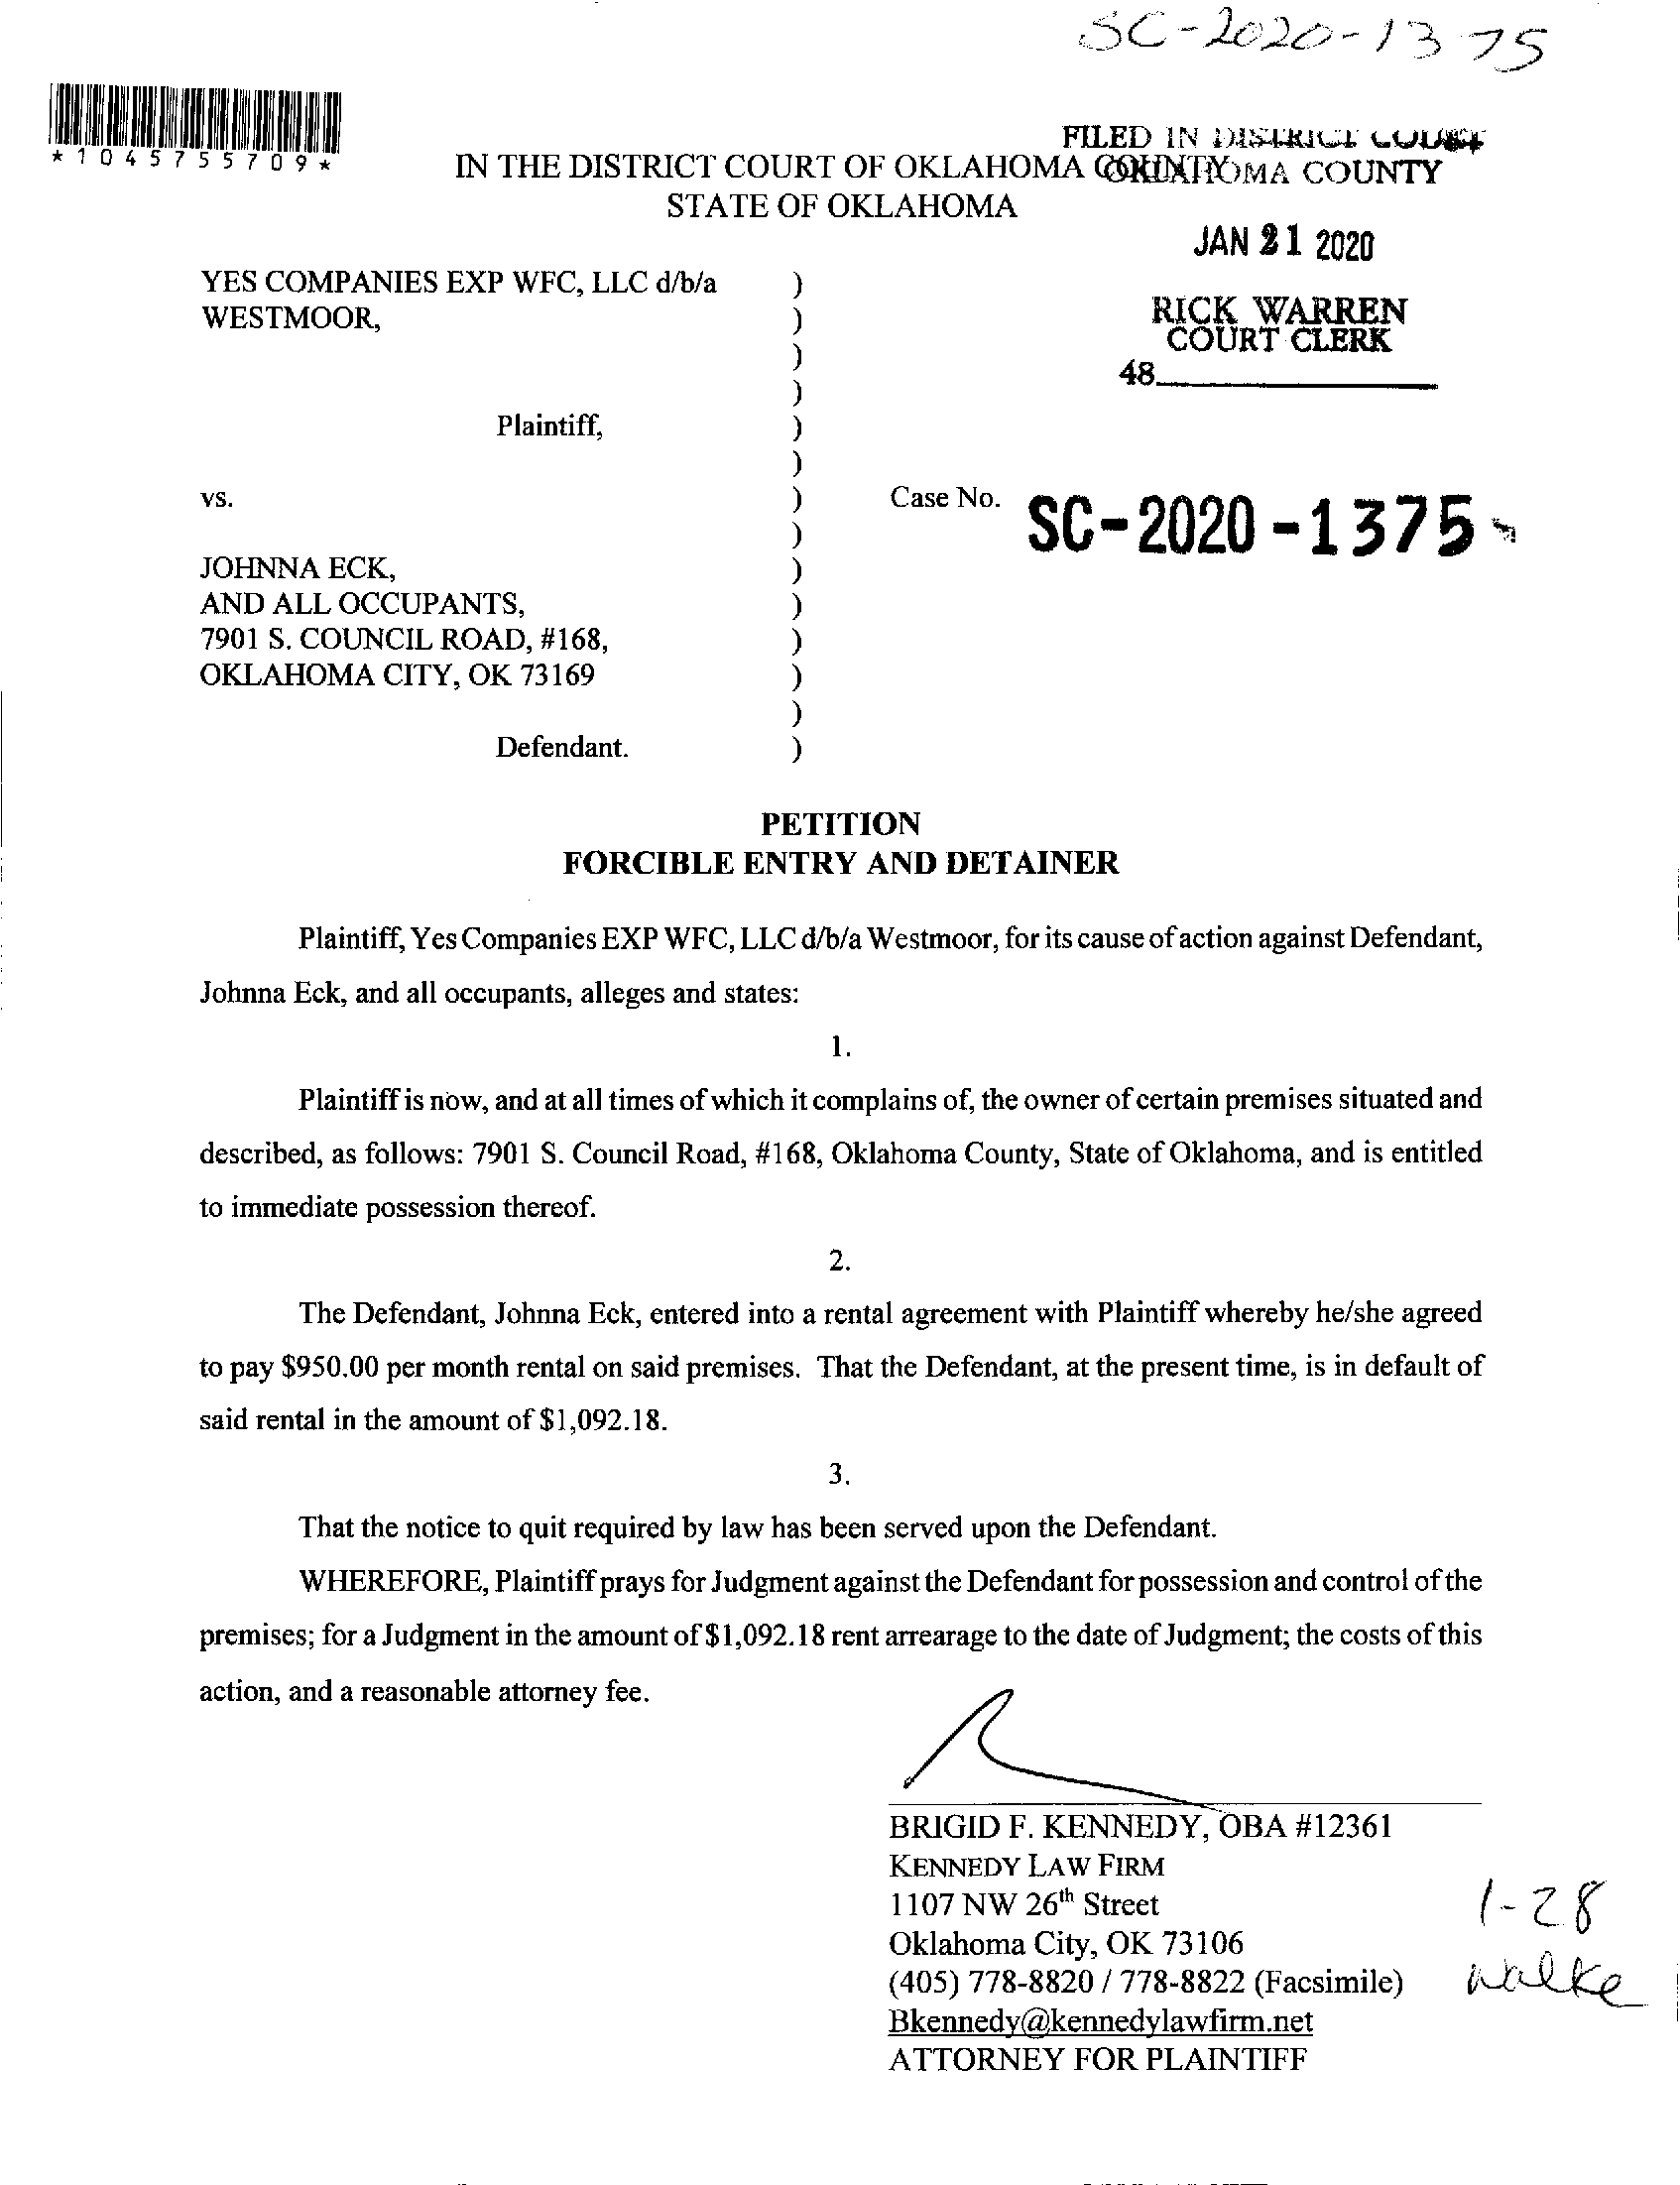 SC-2020-1375
*1045755709*
FILED IN DISTRICT COURT
IN THE DISTRICT COURT OF OKLAHOMA COUNTY
OKLAHOMA COUNTY
STATE OF OKLAHOMA
JAN 21 2020
RICK WARREN
COURT CLERK
48
YES COMPANIES EXP WFC, LLC d/b/a )
WESTMOOR, )
)
)
Plaintiff, )
)
vs. ) Case No. SC-2020-1375
)
JOHNNA ECK, )
AND ALL OCCUPANTS, )
7901 S. COUNCIL ROAD, #168, )
OKLAHOMA CITY, OK 73169 )
)
Defendant. )
PETITION
FORCIBLE ENTRY AND DETAINER
Plaintiff, Yes Companies EXP WFC, LLC d/b/a Westmoor, for its cause of action against Defendant,
Johnna Eck, and all occupants, alleges and states:
1.
Plaintiff is now, and at all times of which it complains of, the owner of certain premises situated and
described, as follows: 7901 S. Council Road, #168, Oklahoma County, State of Oklahoma, and is entitled
to immediate possession thereof.
2.
The Defendant, Johnna Eck, entered into a rental agreement with Plaintiff whereby he/she agreed
to pay $950.00 per month rental on said premises. That the Defendant, at the present time, is in default of
said rental in the amount of $1,092.18.
3.
That the notice to quit required by law has been served upon the Defendant.
WHEREFORE, Plaintiff prays for Judgment against the Defendant for possession and control of the
premises; for a Judgment in the amount of $1,092.18 rent arrearage to the date of Judgment; the costs of this
action, and a reasonable attorney fee.
BRIGID F. KENNEDY, OBA #12361
KENNEDY LAW FIRM
1107 NW 26th Street
Oklahoma City, OK 73106
(405) 778-8820 / 778-8822 (Facsimile)
Bkennedy@kennedylawfirm.net
ATTORNEY FOR PLAINTIFF
1-28
Walke